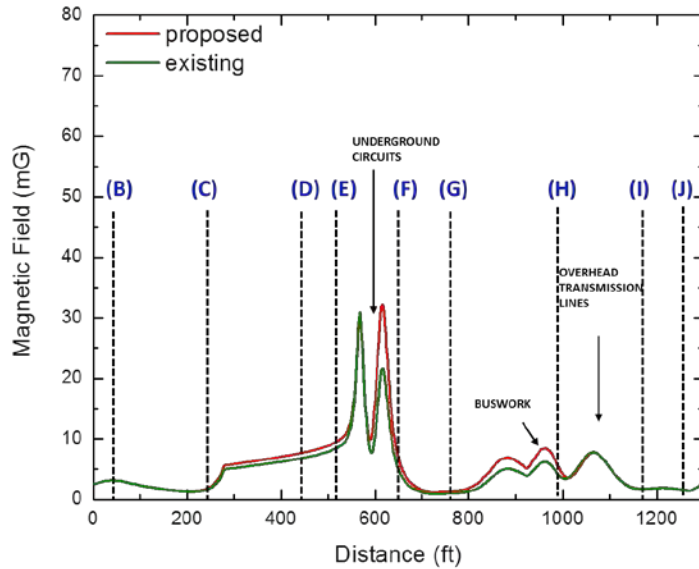 proposed
existing
UNDERGROUND
CIRCUITS
(B) (C) (D) (E) (F) (G) (H) (I) (J)
OVERHEAD
TRANSMISSION
LINES
BUSWORK
80
70
60
50
40
30
20
10
0
Magnetic Field (mG)
0 200 400 600 800 1000 1200
Distance (ft)